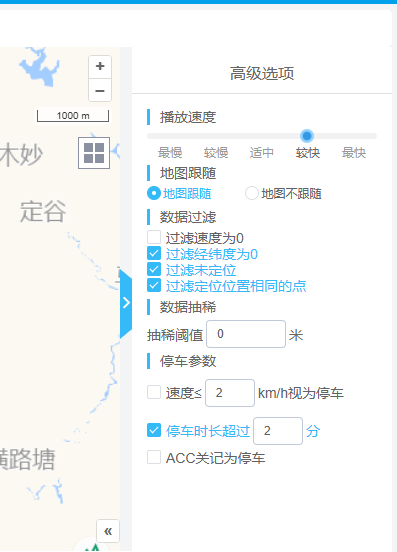 +
−
1000 m
木妙
定谷
横路塘
«
高级选项
播放速度
最慢 较慢 适中 较快 最快
地图跟随
地图跟随 地图不跟随
数据过滤
过滤速度为0
过滤经纬度为0
过滤未定位
过滤定位位置相同的点
数据抽稀
抽稀阈值 0 米
停车参数
速度≤ 2 km/h视为停车
停车时长超过 2 分
ACC关记为停车